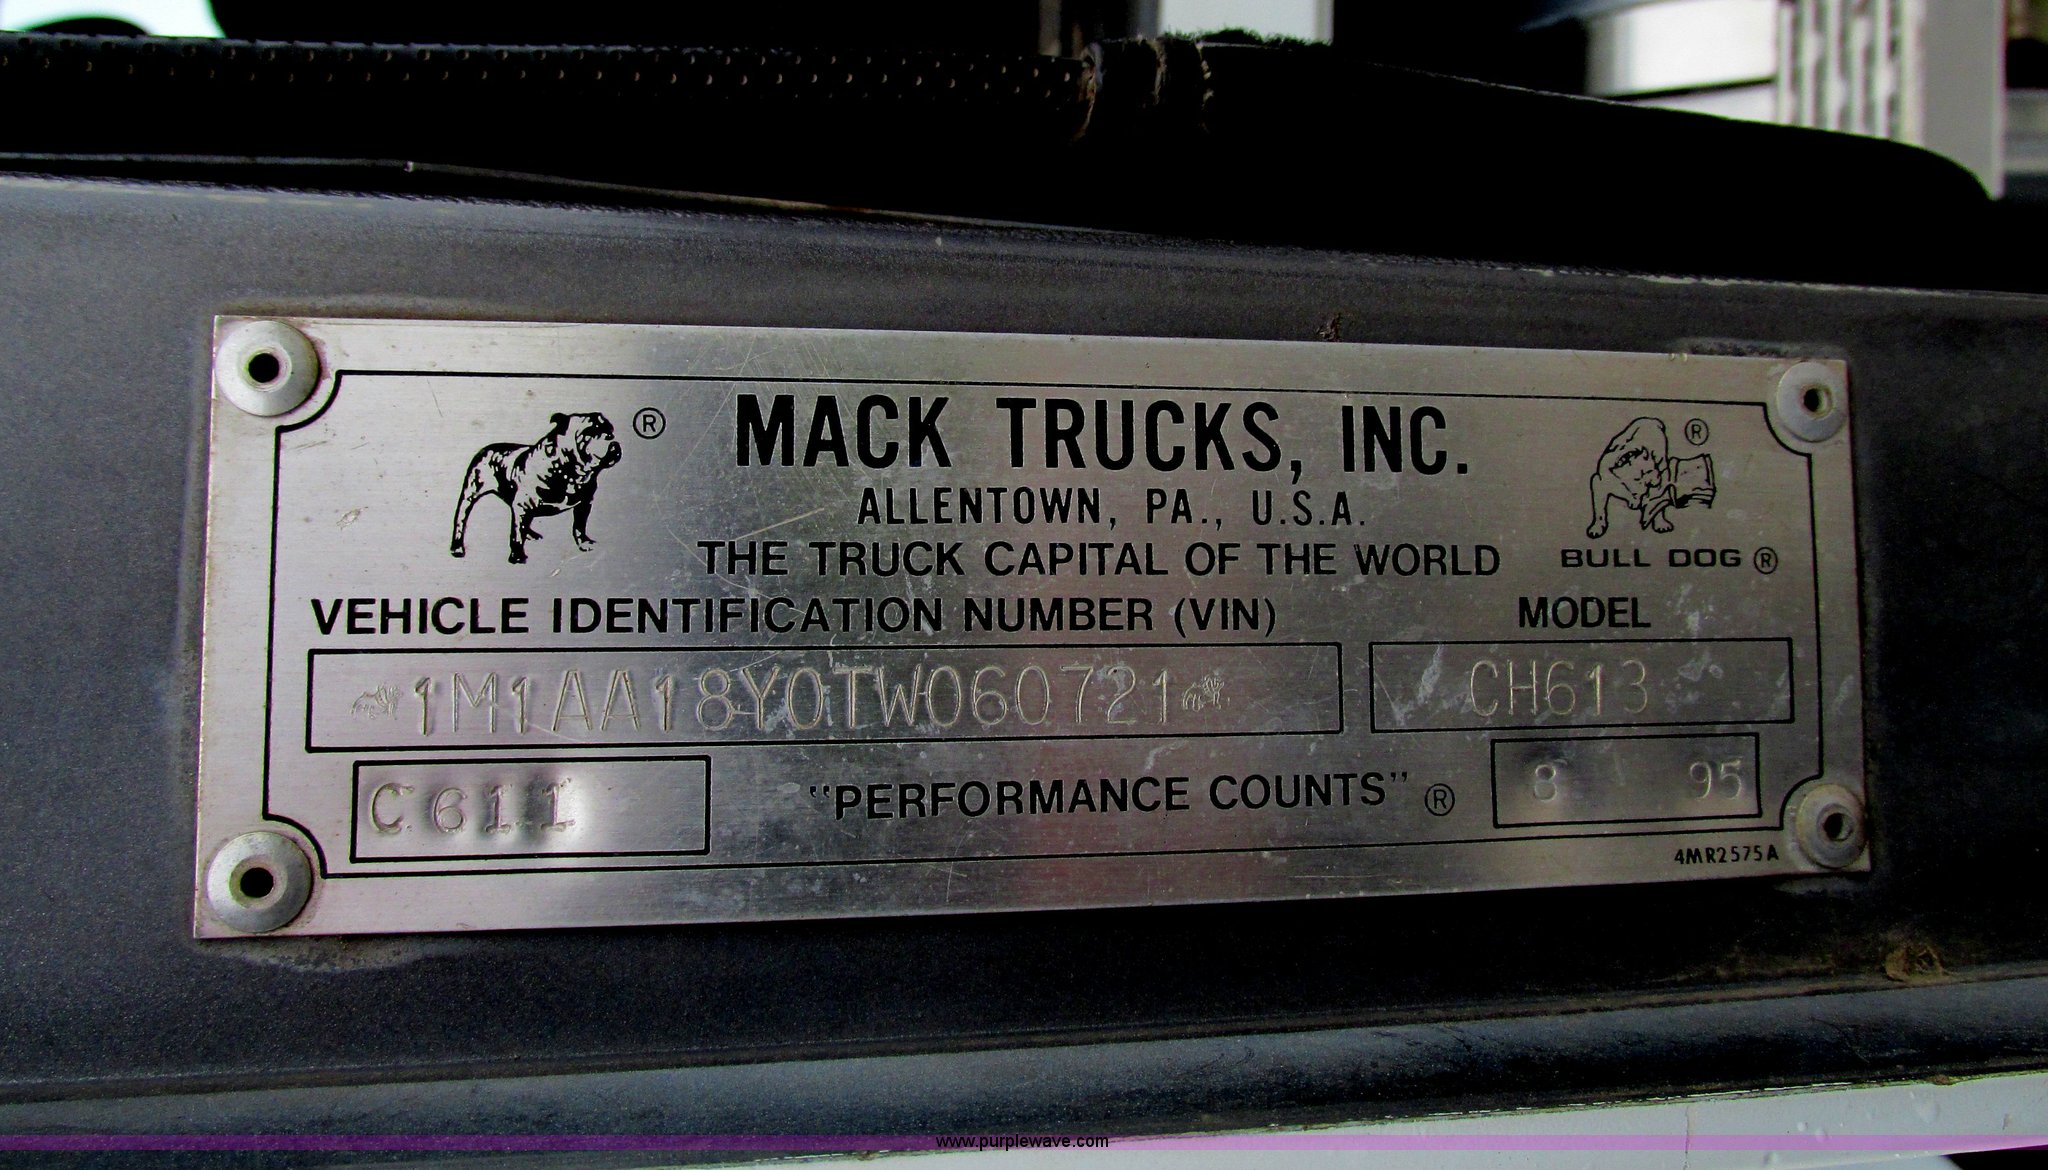 ® MACK TRUCKS, INC. ®
ALLENTOWN, PA., U.S.A.
THE TRUCK CAPITAL OF THE WORLD
BULL DOG ®
VEHICLE IDENTIFICATION NUMBER (VIN)
MODEL
1M1AA18Y0TW060721
CH613
C611
"PERFORMANCE COUNTS" ®
8 95
4MR2575A
www.purplewave.com